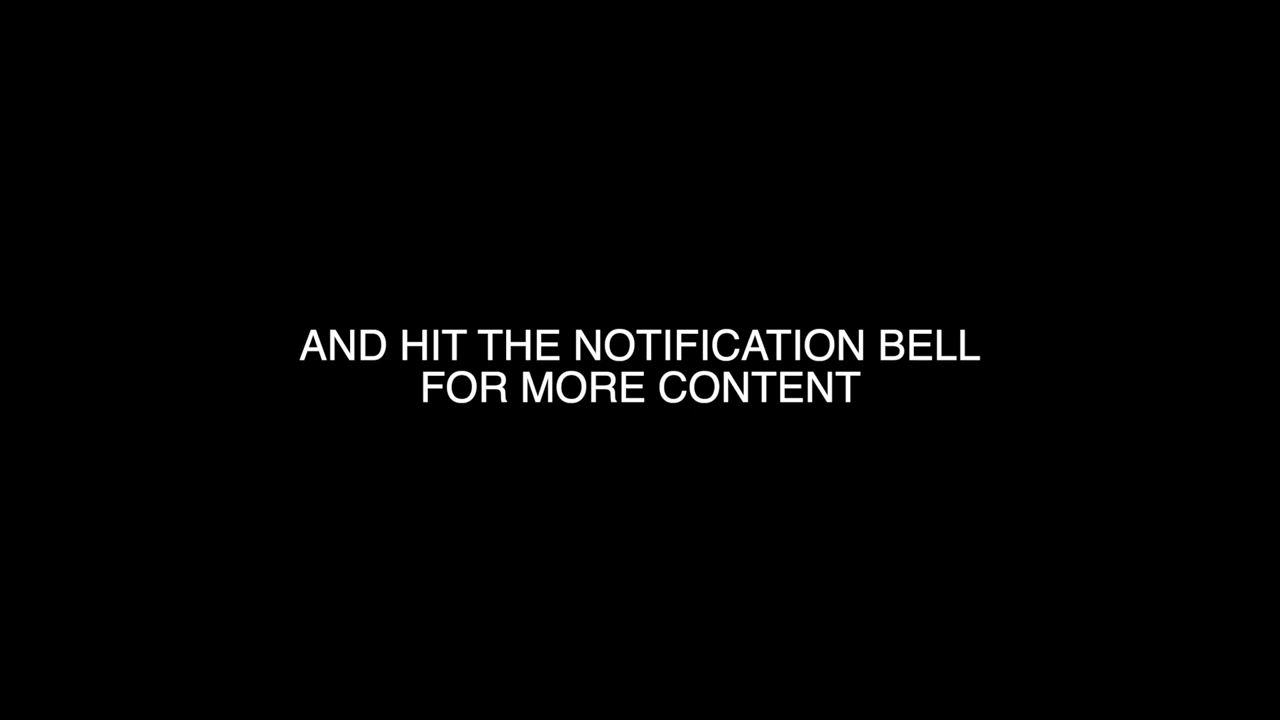 AND HIT THE NOTIFICATION BELL
FOR MORE CONTENT